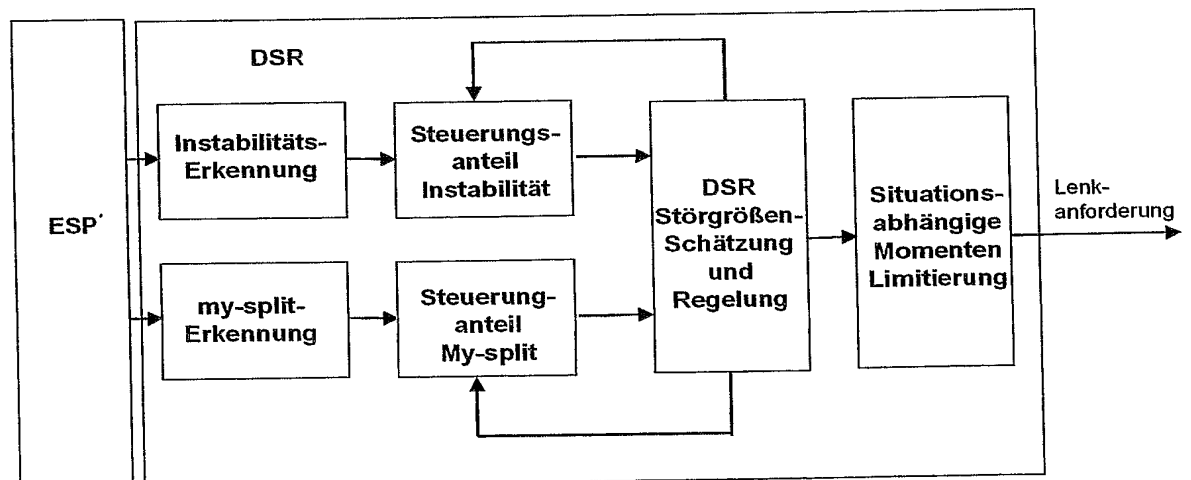 DSR
ESP'
Instabilitäts-
Erkennung
Steuerungs-
anteil
Instabilität
my-split-
Erkennung
Steuerung-
anteil
My-split
DSR
Störgrößen-
Schätzung
und
Regelung
Situations-
abhängige
Momenten
Limitierung
Lenk-
anforderung